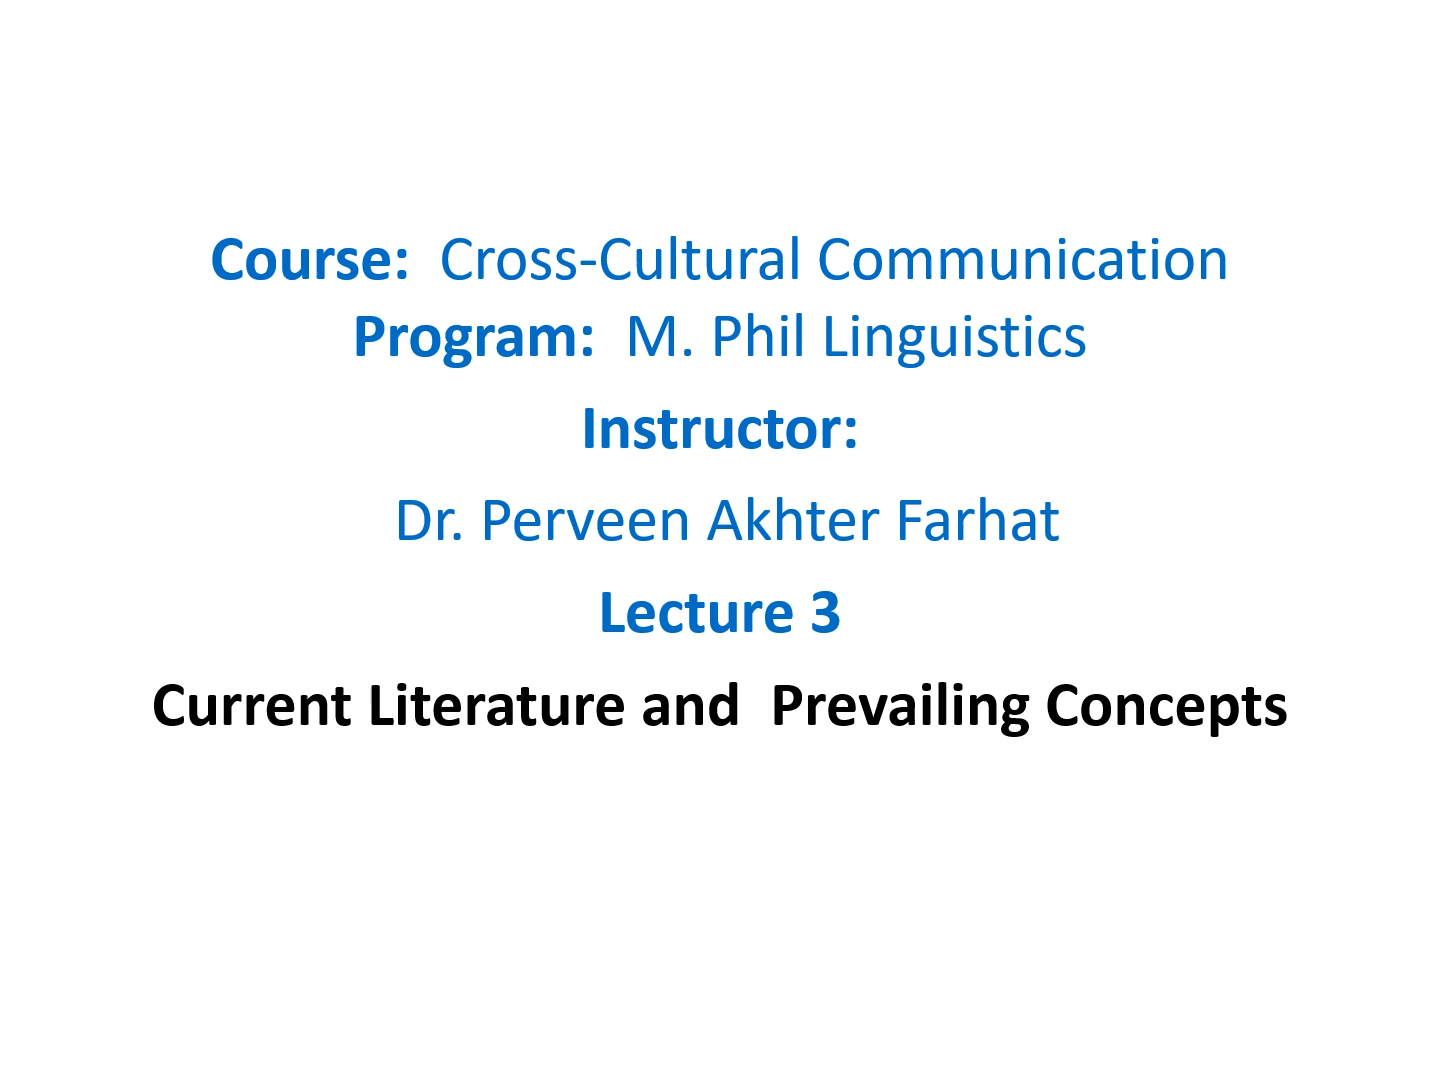 Course:  Cross-Cultural Communication
Program:  M. Phil Linguistics
Instructor:
Dr. Perveen Akhter Farhat
Lecture 3
Current Literature and  Prevailing Concepts